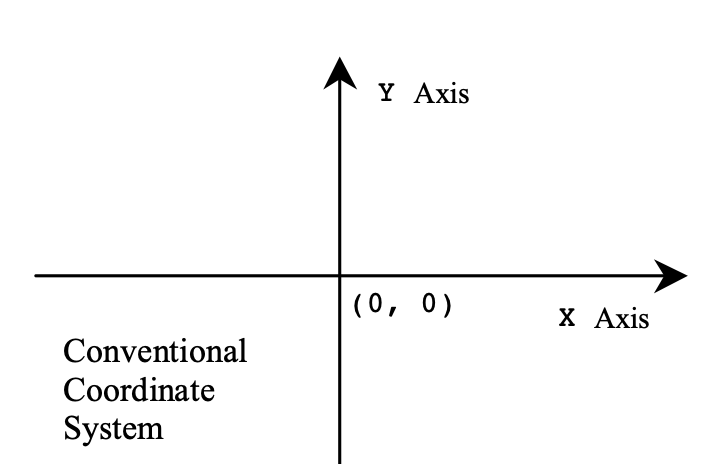 Y Axis
(0, 0)
X Axis
Conventional
Coordinate
System